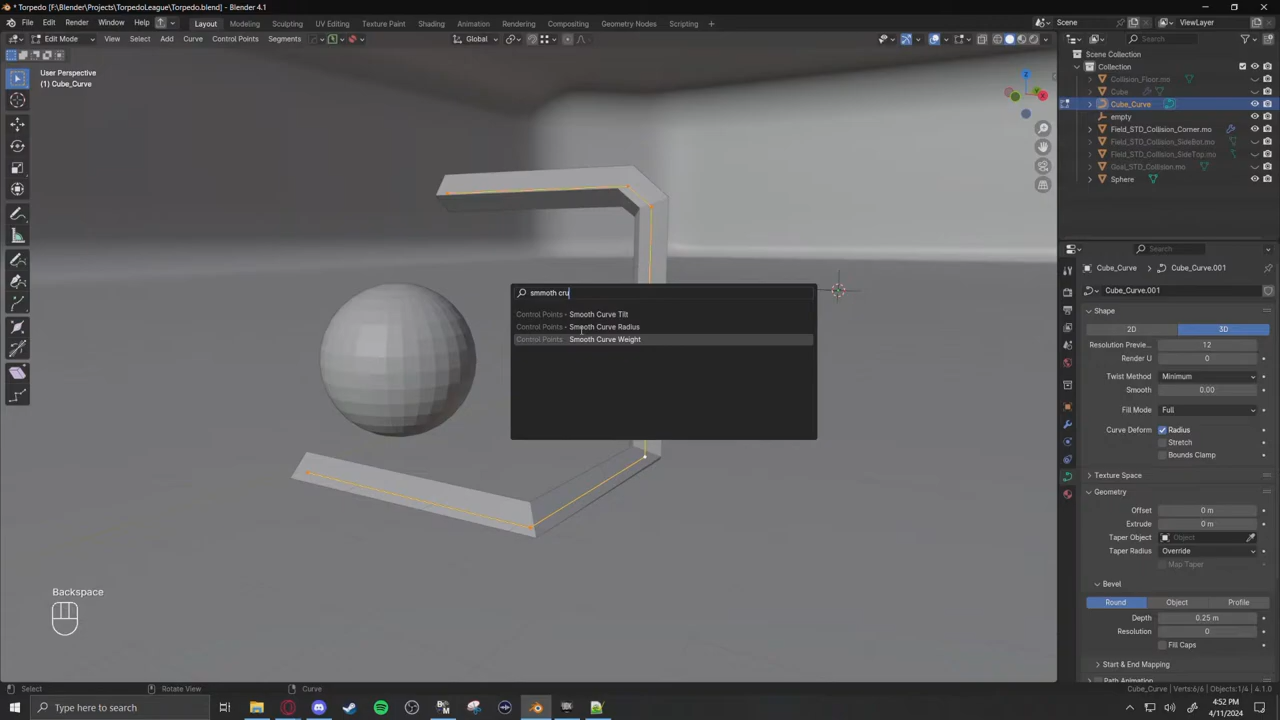 * Torpedo [F:\Blender\Projects\TorpedoLeague\Torpedo.blend] - Blender 4.1
File Edit Render Window Help
Layout Modeling Sculpting UV Editing Texture Paint Shading Animation Rendering Compositing Geometry Nodes Scripting +
Scene
ViewLayer
Edit Mode View Select Add Curve Control Points Segments
Global
User Perspective
(1) Cube_Curve
smmoth cru
Control Points - Smooth Curve Tilt
Control Points - Smooth Curve Radius
Control Points Smooth Curve Weight
Backspace
Search
Scene Collection
Collection
Collision_Floor.mo
Cube
Cube_Curve
empty
Field_STD_Collision_Corner.mo
Field_STD_Collision_SideBot.mo
Field_STD_Collision_SideTop.mo
Goal_STD_Collision.mo
Sphere
Search
Cube_Curve > Cube_Curve.001
Cube_Curve.001
Shape
2D 3D
Resolution Previe... 12
Render U 0
Twist Method Minimum
Smooth 0.00
Fill Mode Full
Curve Deform Radius
Stretch
Bounds Clamp
Texture Space
Geometry
Offset 0 m
Extrude 0 m
Taper Object Object
Taper Radius Override
Map Taper
Bevel
Round Object Profile
Depth 0.25 m
Resolution 0
Fill Caps
Start & End Mapping
Path Animation
Select Rotate View Curve
Cube_Curve | Verts:6/6 | Objects:1/4 | 4.1.0
Type here to search
4:52 PM
4/11/2024